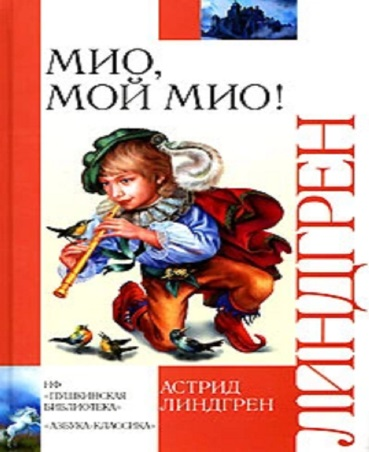 МИО,
МОЙ МИО!
ЛИНДГРЕН
АСТРИД
ЛИНДГРЕН
НФ
«ПУШКИНСКАЯ
БИБЛИОТЕКА»
«АЗБУКА-КЛАССИКА»